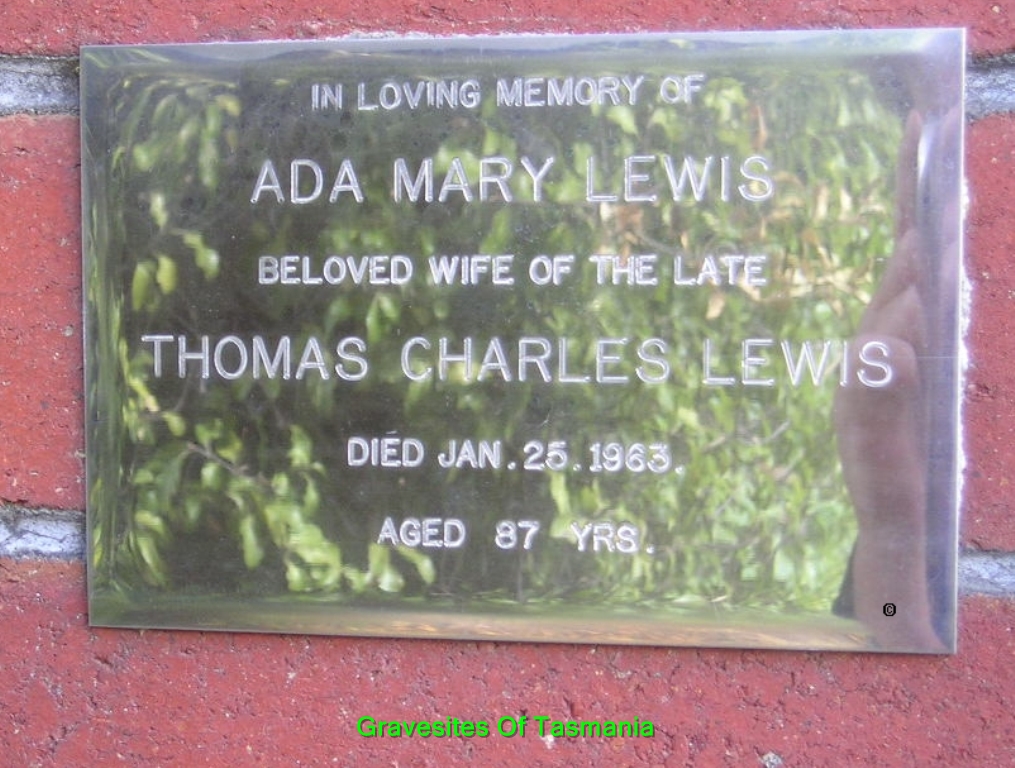 IN LOVING MEMORY OF
ADA MARY LEWIS
BELOVED WIFE OF THE LATE
THOMAS CHARLES LEWIS
DIED JAN. 25. 1963.
AGED 87 YRS.
©
Gravesites Of Tasmania